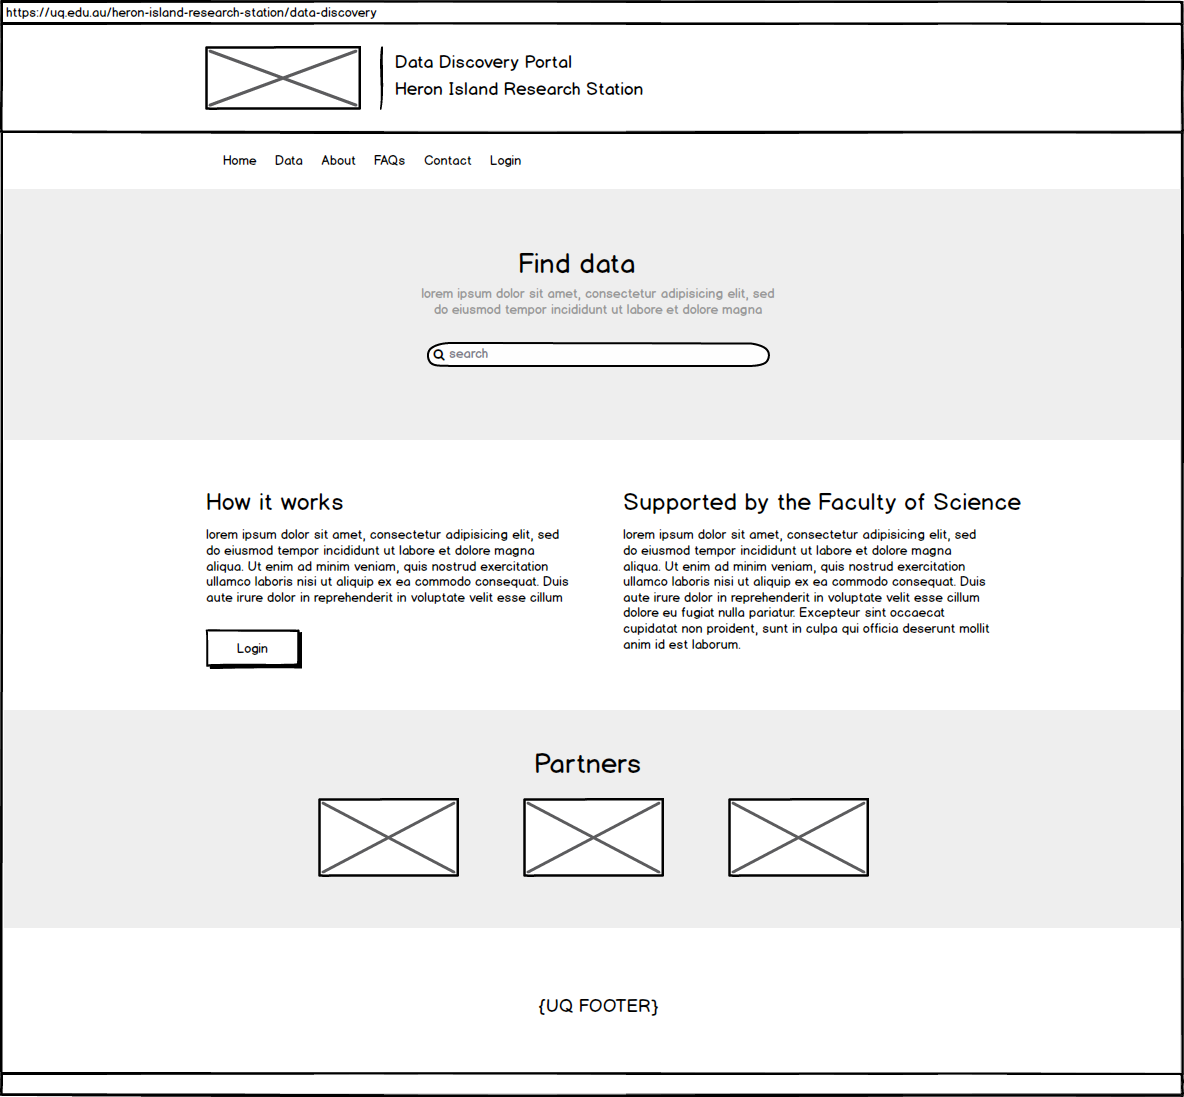 https://uq.edu.au/heron-island-research-station/data-discovery
Data Discovery Portal
Heron Island Research Station
Home Data About FAQs Contact Login
Find data
lorem ipsum dolor sit amet, consectetur adipisicing elit, sed
do eiusmod tempor incididunt ut labore et dolore magna
search
How it works
lorem ipsum dolor sit amet, consectetur adipisicing elit, sed
do eiusmod tempor incididunt ut labore et dolore magna
aliqua. Ut enim ad minim veniam, quis nostrud exercitation
ullamco laboris nisi ut aliquip ex ea commodo consequat. Duis
aute irure dolor in reprehenderit in voluptate velit esse cillum
Login
Supported by the Faculty of Science
lorem ipsum dolor sit amet, consectetur adipisicing elit, sed
do eiusmod tempor incididunt ut labore et dolore magna
aliqua. Ut enim ad minim veniam, quis nostrud exercitation
ullamco laboris nisi ut aliquip ex ea commodo consequat. Duis
aute irure dolor in reprehenderit in voluptate velit esse cillum
dolore eu fugiat nulla pariatur. Excepteur sint occaecat
cupidatat non proident, sunt in culpa qui officia deserunt mollit
anim id est laborum.
Partners
{UQ FOOTER}